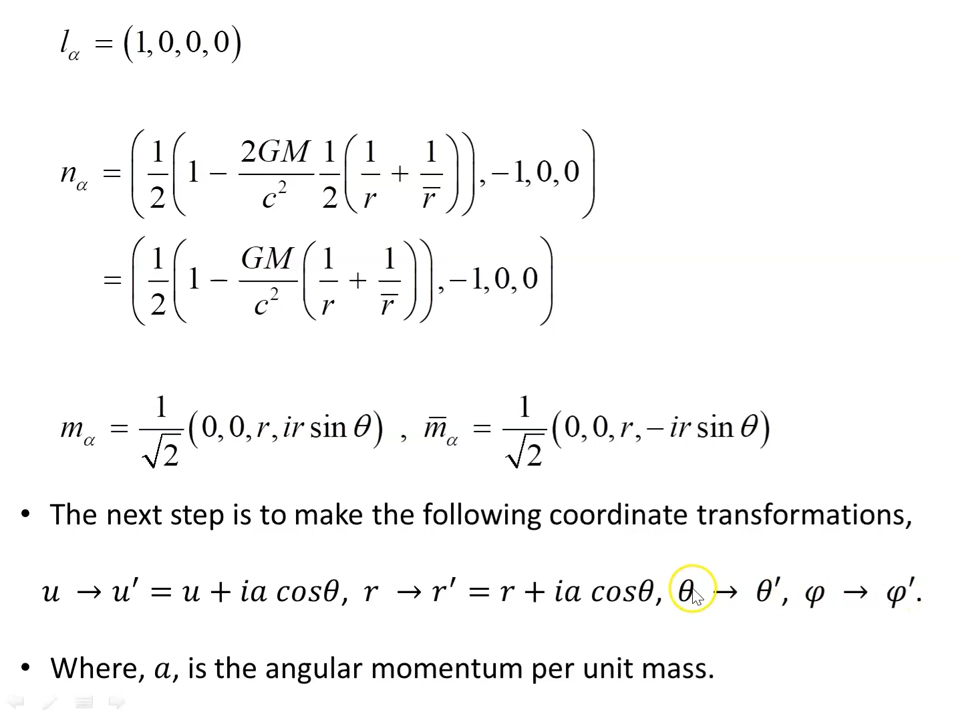 l_α = (1, 0, 0, 0)
n_α = (1/2 (1 − 2GM/c² 1/2 (1/r + 1/r̅)), −1, 0, 0)
= (1/2 (1 − GM/c² (1/r + 1/r̅)), −1, 0, 0)
m_α = 1/√2 (0, 0, r, ir sin θ) , m̅_α = 1/√2 (0, 0, r, − ir sin θ)
• The next step is to make the following coordinate transformations,
u → u′ = u + ia cosθ, r → r′ = r + ia cosθ, θ → θ′, φ → φ′.
• Where, a, is the angular momentum per unit mass.